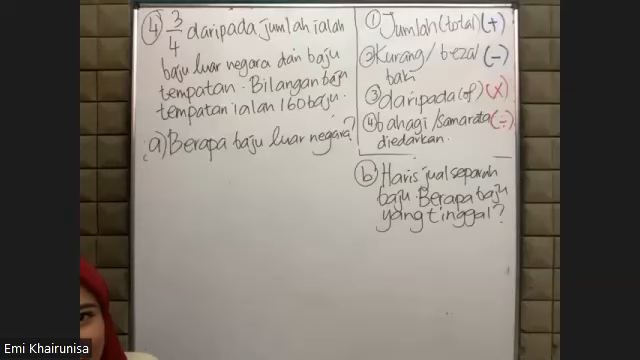 ④ 3/4 daripada jumlah ialah
baju luar negara dan baju
tempatan. Bilangan baju
tempatan ialah 160 baju.
a) Berapa baju luar negara?
① Jumlah (total) (+)
② Kurang / beza / (-)
baki
③ daripada (of) (x)
④ bahagi / samarata (÷)
diedarkan.
b) Haris jual separuh
baju. Berapa baju
yang tinggal?
Emi Khairunisa